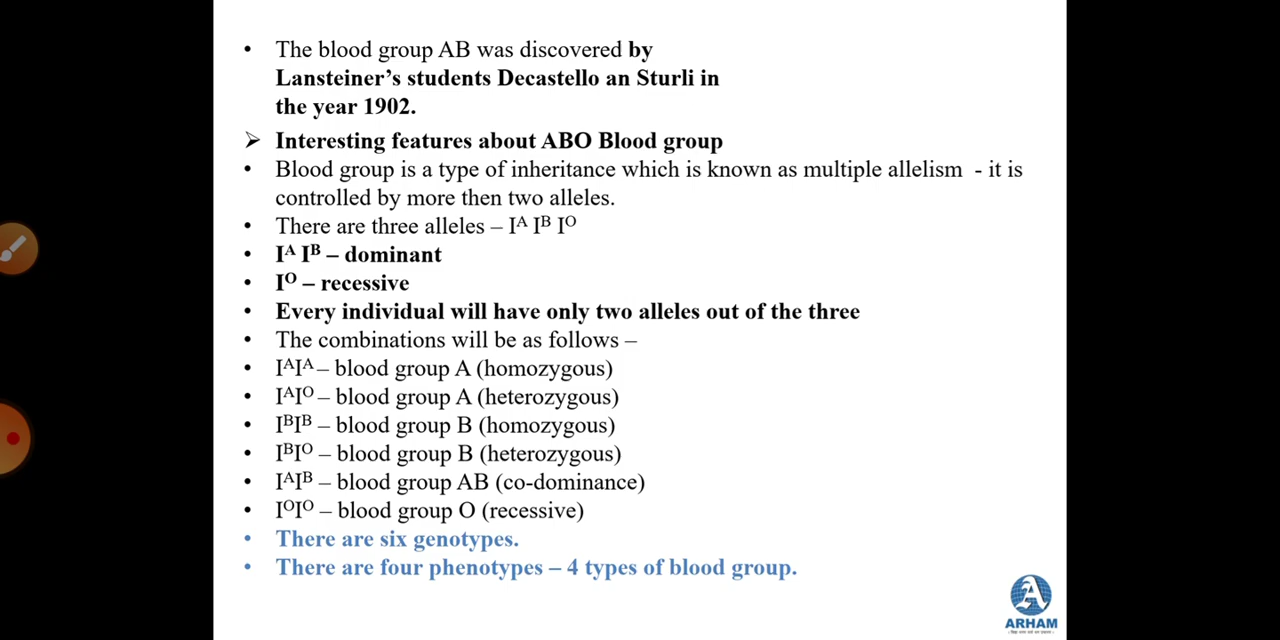 • The blood group AB was discovered by
Lansteiner’s students Decastello an Sturli in
the year 1902.
➢ Interesting features about ABO Blood group
• Blood group is a type of inheritance which is known as multiple allelism - it is
controlled by more then two alleles.
• There are three alleles – Iᴬ Iᴮ Iᴼ
• Iᴬ Iᴮ – dominant
• Iᴼ – recessive
• Every individual will have only two alleles out of the three
• The combinations will be as follows –
• IᴬIᴬ – blood group A (homozygous)
• IᴬIᴼ – blood group A (heterozygous)
• IᴮIᴮ – blood group B (homozygous)
• IᴮIᴼ – blood group B (heterozygous)
• IᴬIᴮ – blood group AB (co-dominance)
• IᴼIᴼ – blood group O (recessive)
• There are six genotypes.
• There are four phenotypes – 4 types of blood group.
ARHAM